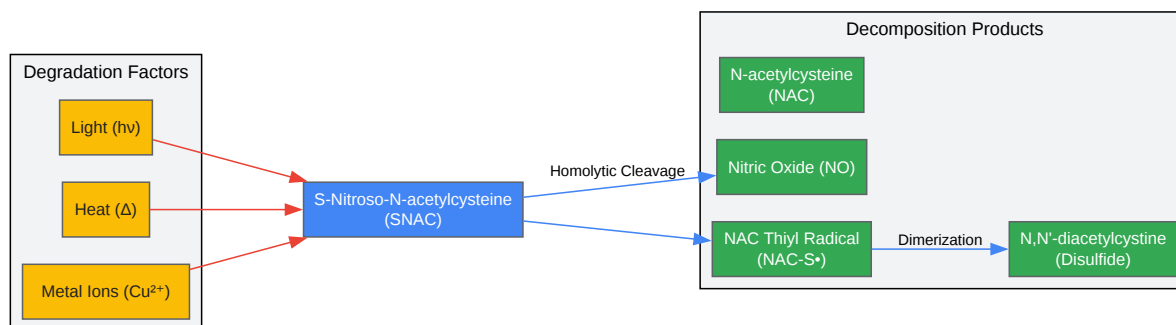 Degradation Factors
Light (hν)
Heat (Δ)
Metal Ions (Cu²⁺)
S-Nitroso-N-acetylcysteine
(SNAC)
Homolytic Cleavage
Decomposition Products
N-acetylcysteine
(NAC)
Nitric Oxide (NO)
NAC Thiyl Radical
(NAC-S•)
Dimerization
N,N'-diacetylcystine
(Disulfide)